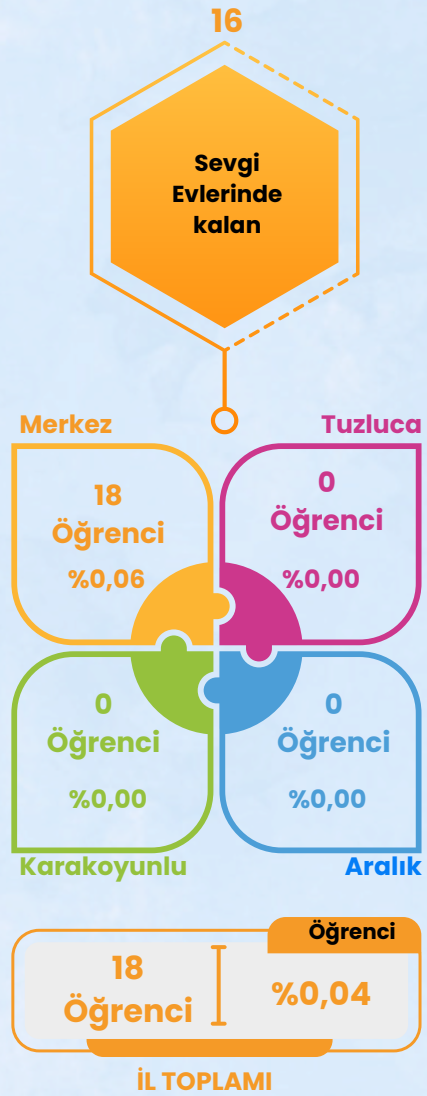 16
Sevgi
Evlerinde
kalan
Merkez
18
Öğrenci
%0,06
Tuzluca
0
Öğrenci
%0,00
0
Öğrenci
%0,00
Karakoyunlu
0
Öğrenci
%0,00
Aralık
Öğrenci
18
Öğrenci
%0,04
İL TOPLAMI